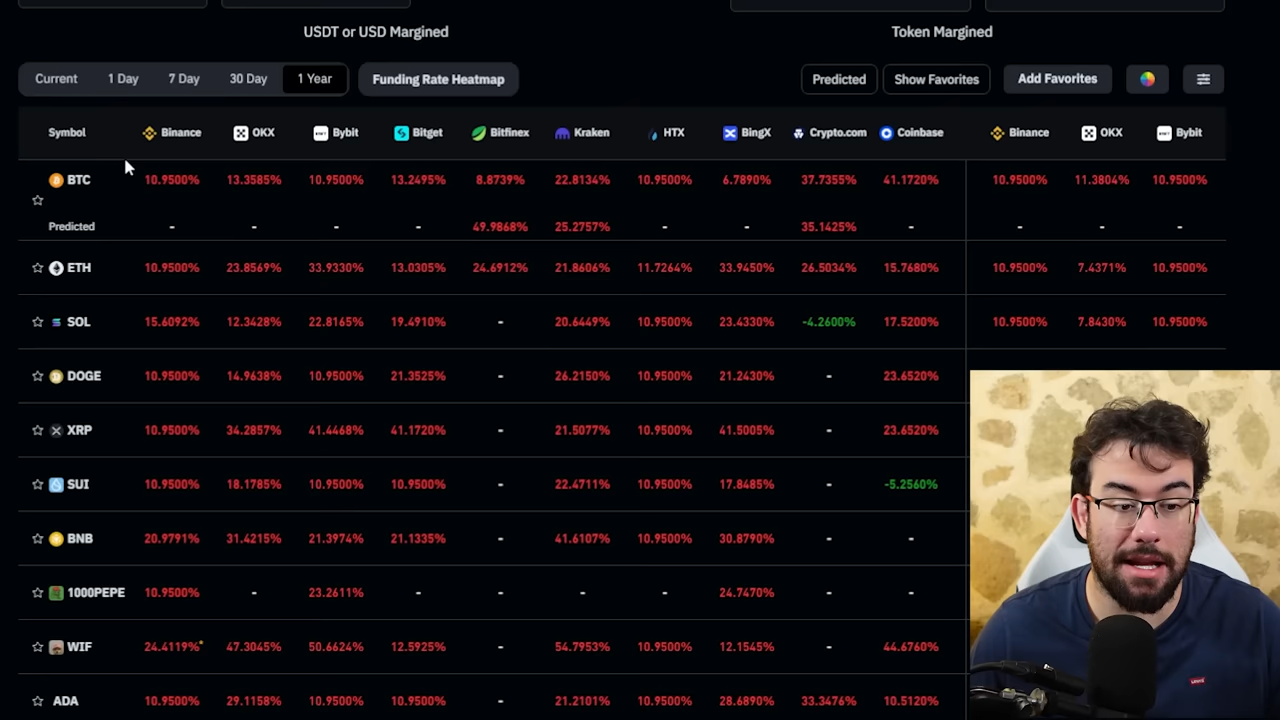 USDT or USD Margined Token Margined
Current 1 Day 7 Day 30 Day 1 Year Funding Rate Heatmap Predicted Show Favorites Add Favorites
Symbol Binance OKX Bybit Bitget Bitfinex Kraken HTX BingX Crypto.com Coinbase Binance OKX Bybit
BTC 10.9500% 13.3585% 10.9500% 13.2495% 8.8739% 22.8134% 10.9500% 6.7890% 37.7355% 41.1720% 10.9500% 11.3804% 10.9500%
Predicted - - - - 49.9868% 25.2757% - - 35.1425% - - - -
ETH 10.9500% 23.8569% 33.9330% 13.0305% 24.6912% 21.8606% 11.7264% 33.9450% 26.5034% 15.7680% 10.9500% 7.4371% 10.9500%
SOL 15.6092% 12.3428% 22.8165% 19.4910% - 20.6449% 10.9500% 23.4330% -4.2600% 17.5200% 10.9500% 7.8430% 10.9500%
DOGE 10.9500% 14.9638% 10.9500% 21.3525% - 26.2150% 10.9500% 21.2430% - 23.6520%
XRP 10.9500% 34.2857% 41.4468% 41.1720% - 21.5077% 10.9500% 41.5005% - 23.6520%
SUI 10.9500% 18.1785% 10.9500% 10.9500% - 22.4711% 10.9500% 17.8485% - -5.2560%
BNB 20.9791% 31.4215% 21.3974% 21.1335% - 41.6107% 10.9500% 30.8790% - -
1000PEPE 10.9500% - 23.2611% - - - - 24.7470% - -
WIF 24.4119%* 47.3045% 50.6624% 12.5925% - 54.7953% 10.9500% 12.1545% - 44.6760%
ADA 10.9500% 29.1158% 10.9500% 10.9500% - 21.2101% 10.9500% 28.6890% 33.3476% 10.5120%